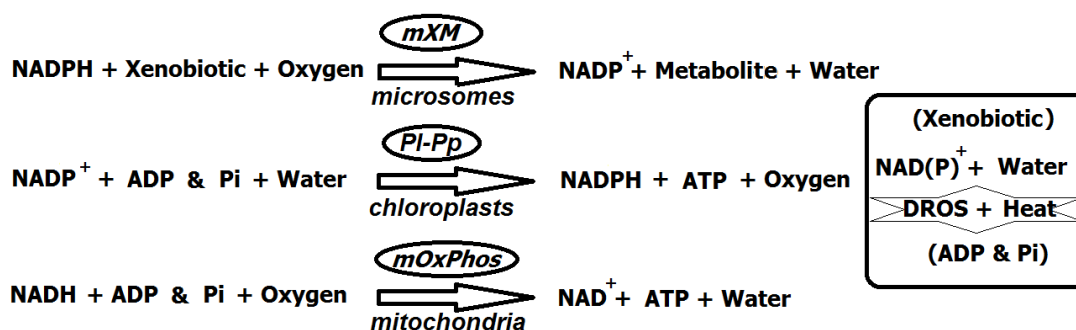 mXM
NADPH + Xenobiotic + Oxygen
NADP+ + Metabolite + Water
microsomes
Pl-Pp
NADP+ + ADP & Pi + Water
NADPH + ATP + Oxygen
chloroplasts
mOxPhos
NADH + ADP & Pi + Oxygen
NAD+ + ATP + Water
mitochondria
(Xenobiotic)
NAD(P)+ + Water
DROS + Heat
(ADP & Pi)